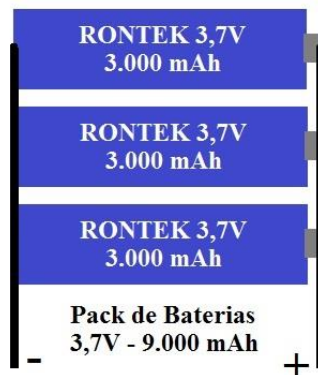 RONTEK 3,7V
3.000 mAh
RONTEK 3,7V
3.000 mAh
RONTEK 3,7V
3.000 mAh
Pack de Baterias
3,7V - 9.000 mAh
- +